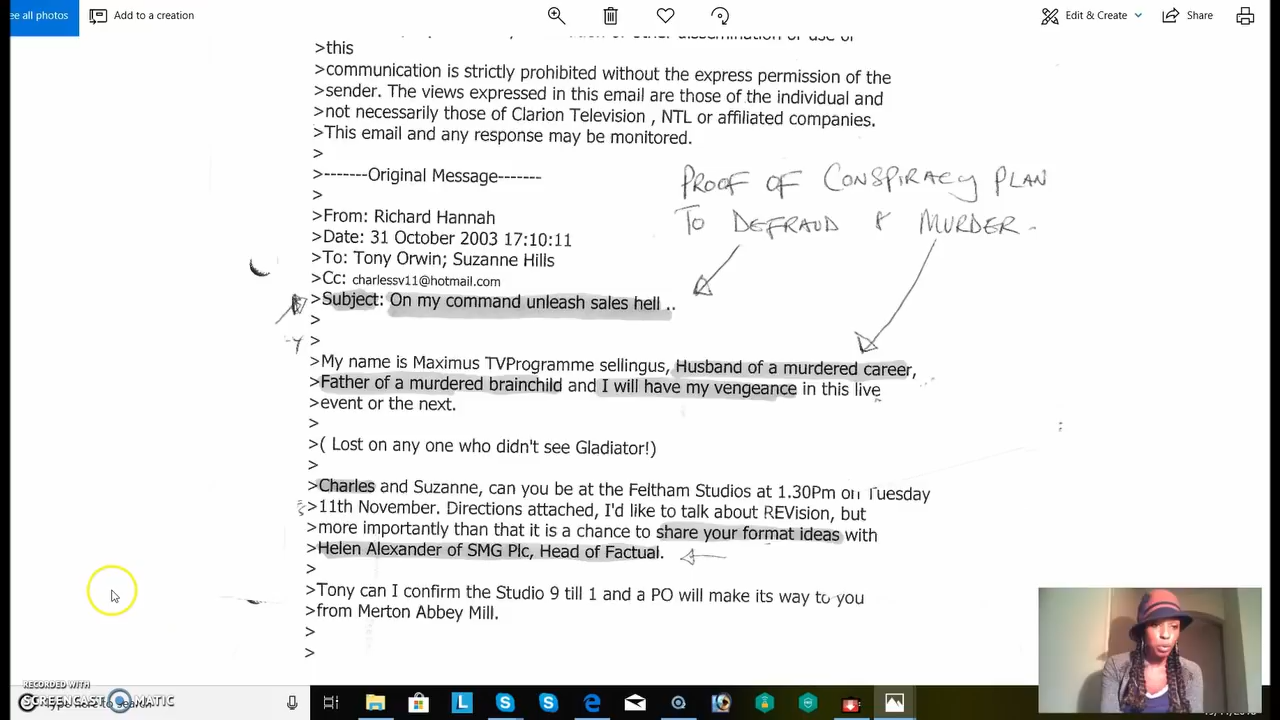 ee all photos
Add to a creation
Edit & Create
Share
>this
>communication is strictly prohibited without the express permission of the
>sender. The views expressed in this email are those of the individual and
>not necessarily those of Clarion Television , NTL or affiliated companies.
>This email and any response may be monitored.
>
>-------Original Message-------
>
PROOF OF CONSPIRACY PLAN
TO DEFRAUD & MURDER.
>From: Richard Hannah
>Date: 31 October 2003 17:10:11
>To: Tony Orwin; Suzanne Hills
>Cc: charlessv11@hotmail.com
>Subject: On my command unleash sales hell ..
>
>
>My name is Maximus TVProgramme sellingus, Husband of a murdered career,
>Father of a murdered brainchild and I will have my vengeance in this live
>event or the next.
>
>( Lost on any one who didn't see Gladiator!)
>
>Charles and Suzanne, can you be at the Feltham Studios at 1.30Pm on Tuesday
>11th November. Directions attached, I'd like to talk about REVision, but
>more importantly than that it is a chance to share your format ideas with
>Helen Alexander of SMG Plc, Head of Factual.
>
>Tony can I confirm the Studio 9 till 1 and a PO will make its way to you
>from Merton Abbey Mill.
>
>
RECORDED WITH
SCREENCAST MATIC